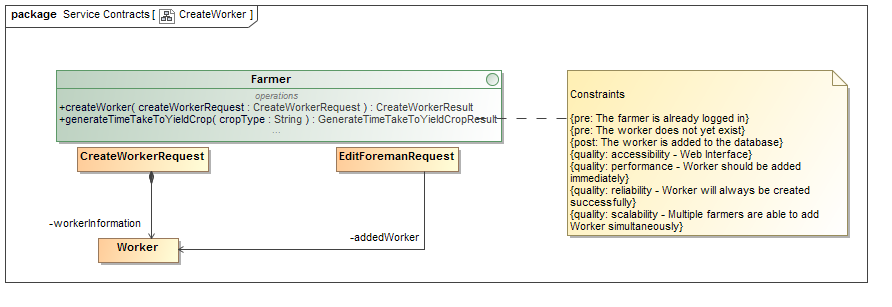 package Service Contracts [ CreateWorker ]
Farmer
operations
+createWorker( createWorkerRequest : CreateWorkerRequest ) : CreateWorkerResult
+generateTimeTakeToYieldCrop( cropType : String ) : GenerateTimeTakeToYieldCropResult
...
Constraints
{pre: The farmer is already logged in}
{pre: The worker does not yet exist}
{post: The worker is added to the database}
{quality: accessibility - Web Interface}
{quality: performance - Worker should be added
immediately}
{quality: reliability - Worker will always be created
successfully}
{quality: scalability - Multiple farmers are able to add
Worker simultaneously}
CreateWorkerRequest
EditForemanRequest
-workerInformation
-addedWorker
Worker